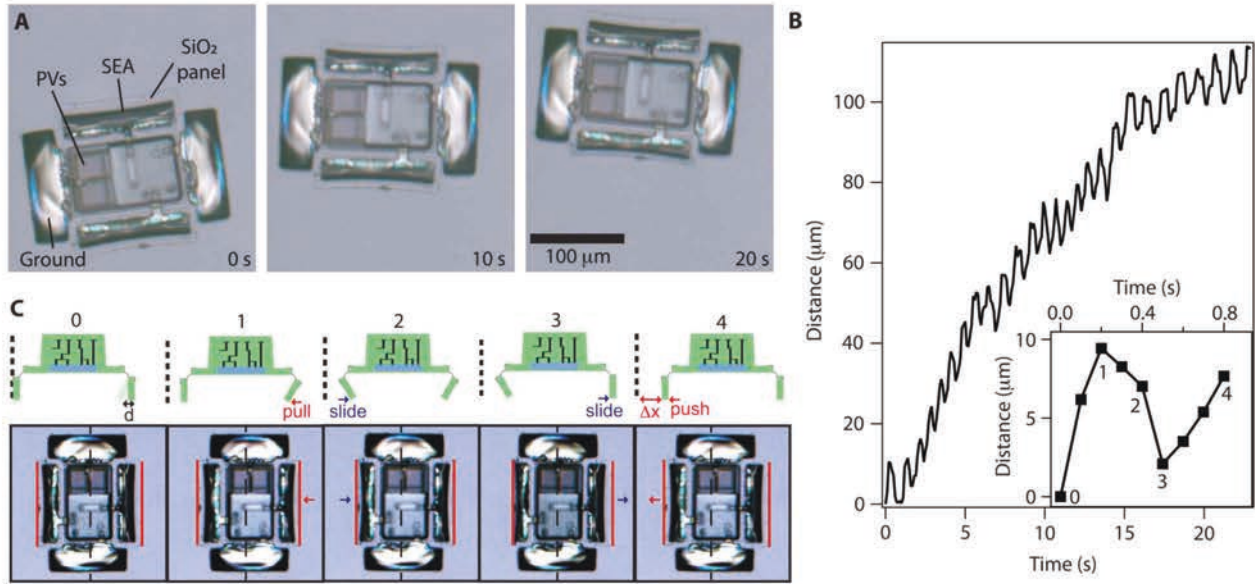 A
SiO₂
panel
SEA
PVs
Ground
0 s
10 s
100 μm
20 s
B
Distance (μm)
100
80
60
40
20
0
0
5
10
15
20
Time (s)
Time (s)
0.0
0.4
0.8
Distance (μm)
10
5
0
0
1
2
3
4
C
0
1
2
3
4
d
pull
slide
slide
Δx
push